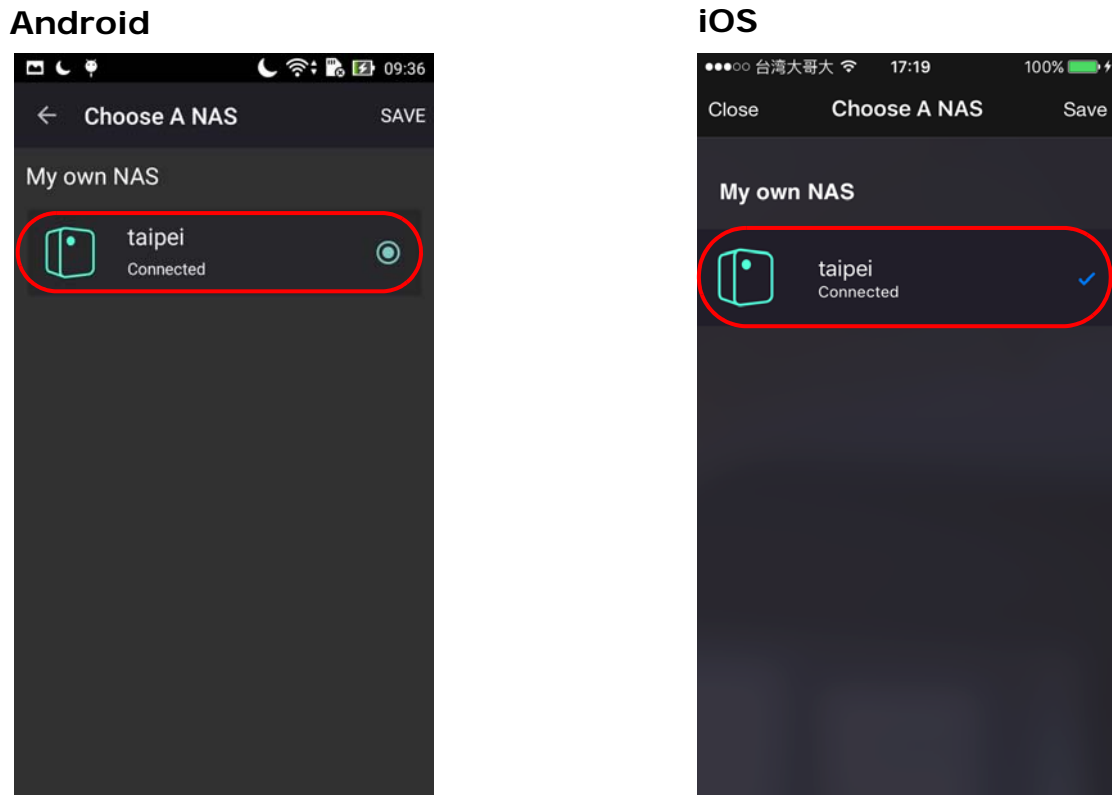 Android
09:36
Choose A NAS
SAVE
My own NAS
taipei
Connected
iOS
台湾大哥大
17:19
100%
Close
Choose A NAS
Save
My own NAS
taipei
Connected